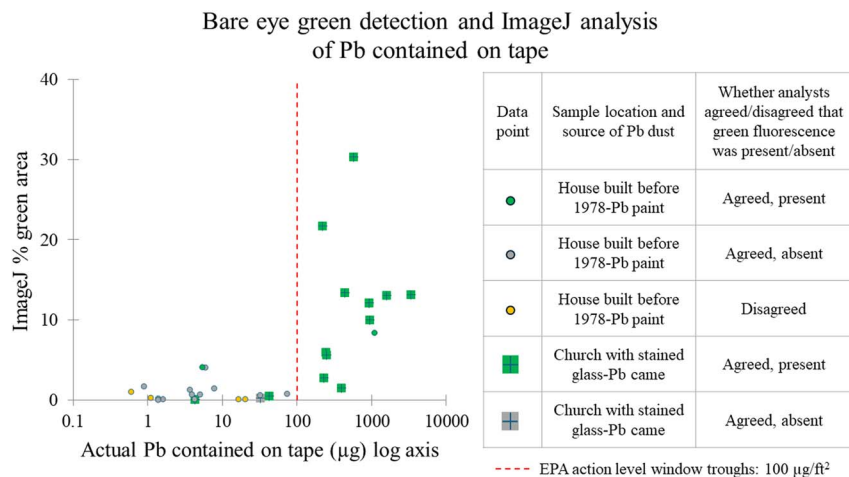 Bare eye green detection and ImageJ analysis
of Pb contained on tape
ImageJ % green area
40
30
20
10
0
0.1 1 10 100 1000 10000
Actual Pb contained on tape (µg) log axis
Data
point
Sample location and
source of Pb dust
Whether analysts
agreed/disagreed that
green fluorescence
was present/absent
House built before
1978-Pb paint
Agreed, present
House built before
1978-Pb paint
Agreed, absent
House built before
1978-Pb paint
Disagreed
Church with stained
glass-Pb came
Agreed, present
Church with stained
glass-Pb came
Agreed, absent
EPA action level window troughs: 100 µg/ft²